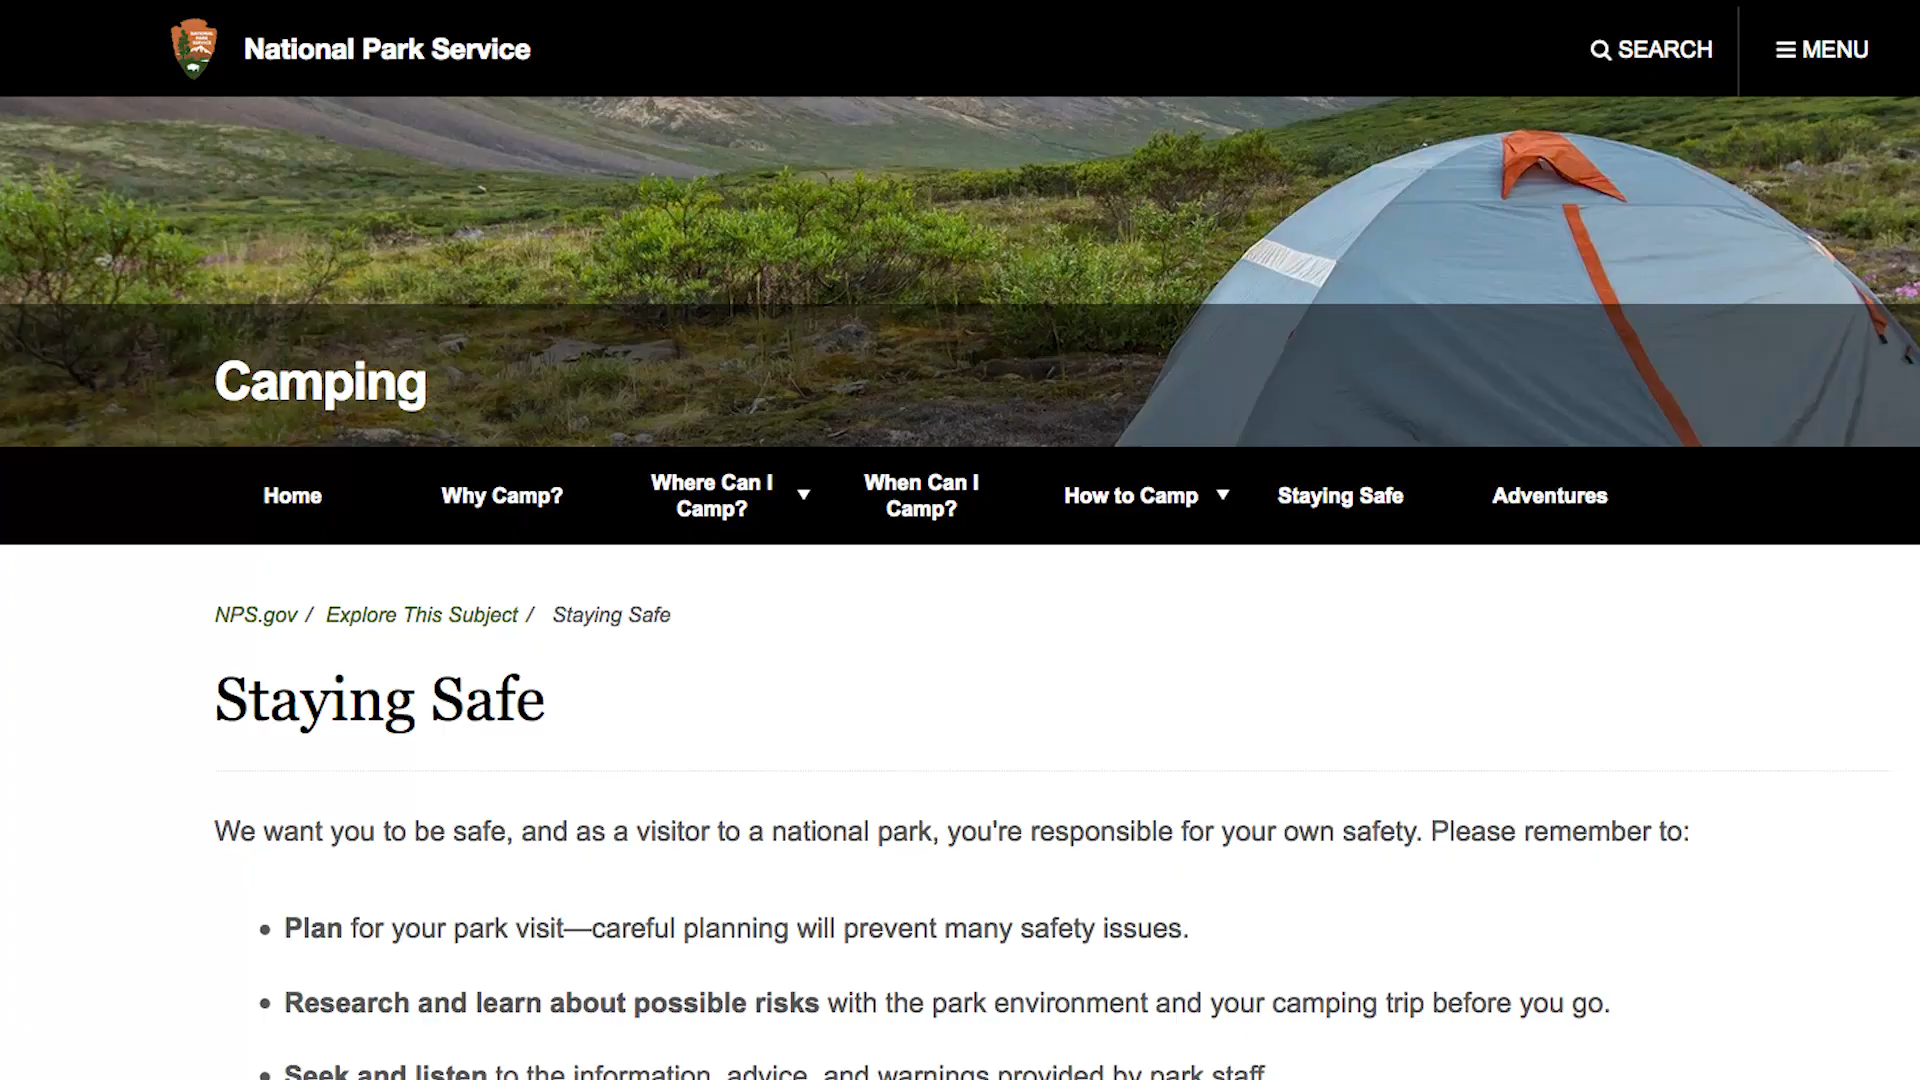 National Park Service
SEARCH
MENU
Camping
Home
Why Camp?
Where Can I
Camp?
When Can I
Camp?
How to Camp
Staying Safe
Adventures
NPS.gov / Explore This Subject / Staying Safe
Staying Safe
We want you to be safe, and as a visitor to a national park, you're responsible for your own safety. Please remember to:
• Plan for your park visit—careful planning will prevent many safety issues.
• Research and learn about possible risks with the park environment and your camping trip before you go.
• Seek and listen to the information, advice, and warnings provided by park staff